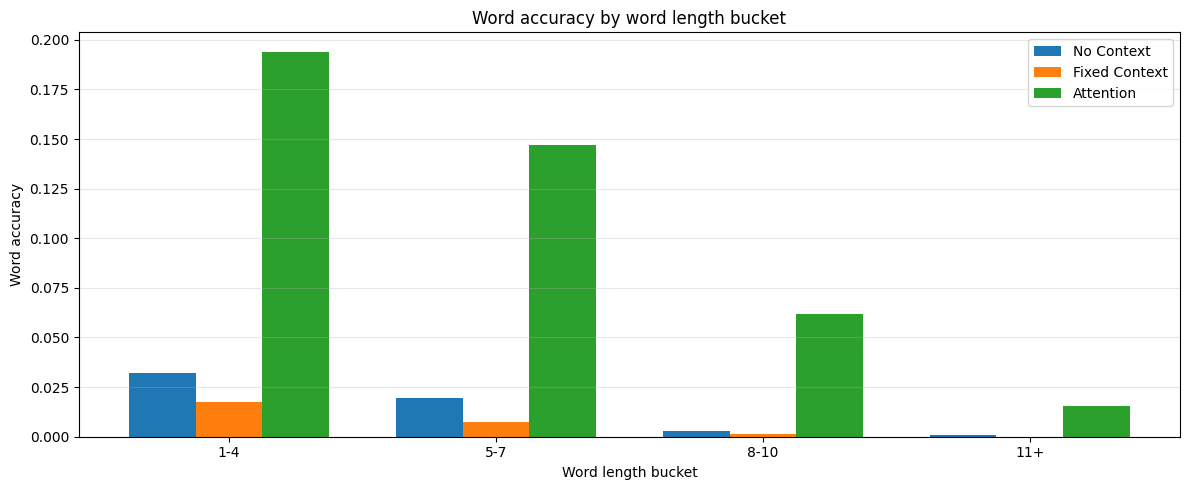 Word accuracy by word length bucket
No Context
Fixed Context
Attention
Word accuracy
0.200
0.175
0.150
0.125
0.100
0.075
0.050
0.025
0.000
1-4
5-7
8-10
11+
Word length bucket